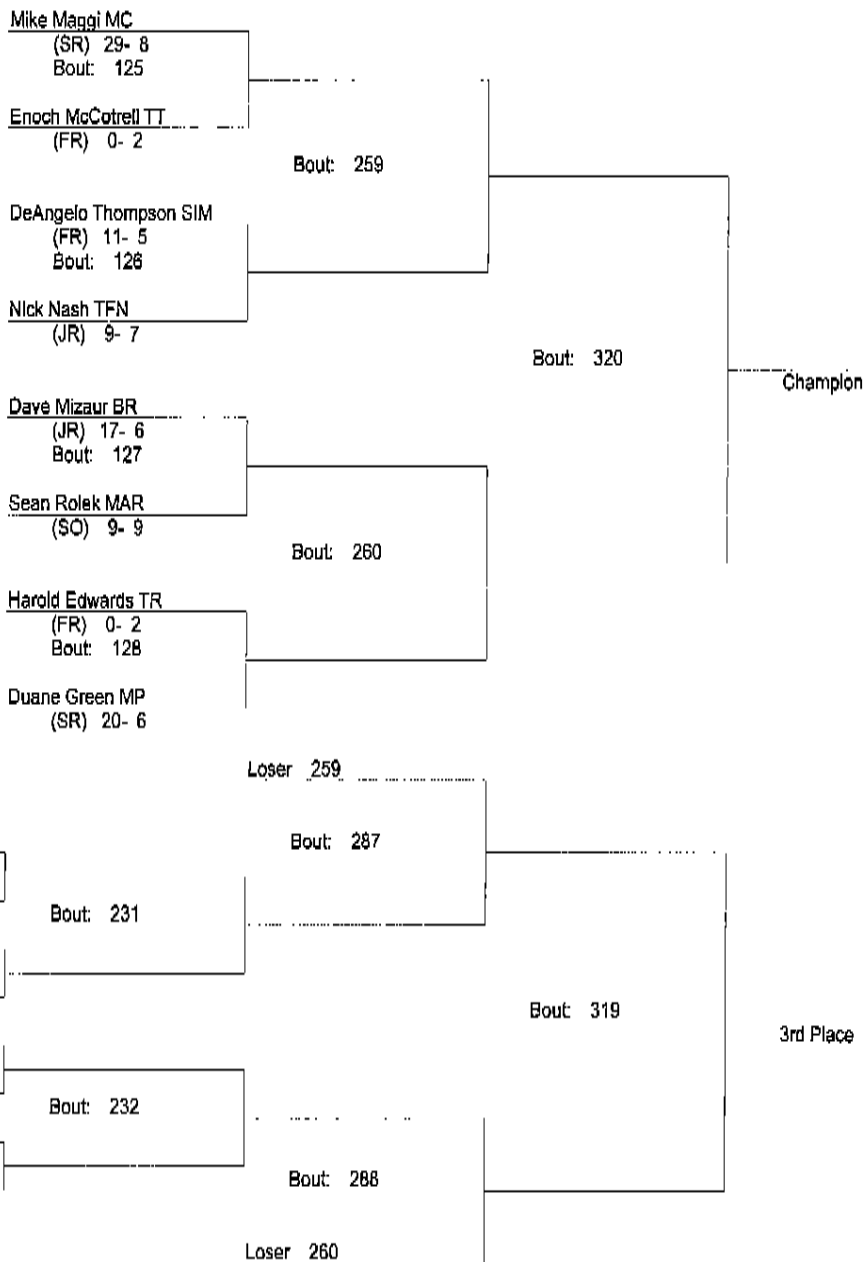 Mike Maggi MC
(SR) 29- 8
Bout: 125
Enoch McCotrell TT
(FR) 0- 2
Bout: 259
DeAngelo Thompson SIM
(FR) 11- 5
Bout: 126
Nick Nash TFN
(JR) 9- 7
Bout: 320
Champion
Dave Mizaur BR
(JR) 17- 6
Bout: 127
Sean Rolek MAR
(SO) 9- 9
Bout: 260
Harold Edwards TR
(FR) 0- 2
Bout: 128
Duane Green MP
(SR) 20- 6
Loser 259
Bout: 287
Bout: 231
Bout: 319
3rd Place
Bout: 232
Bout: 288
Loser 260